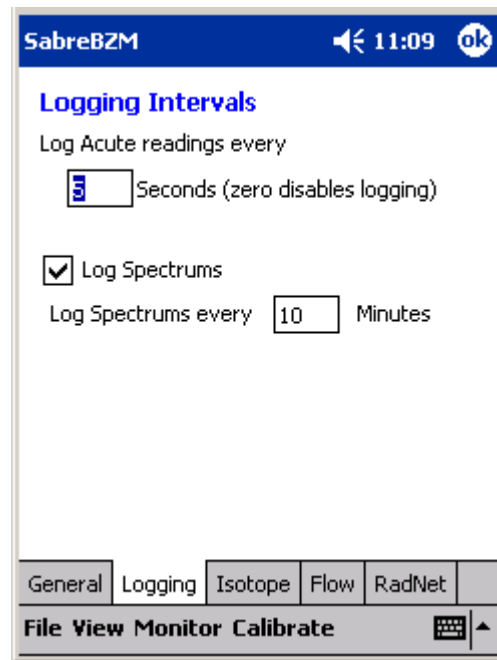 SabreBZM 11:09 ok
Logging Intervals
Log Acute readings every
5 Seconds (zero disables logging)
Log Spectrums
Log Spectrums every 10 Minutes
General Logging Isotope Flow RadNet
File View Monitor Calibrate